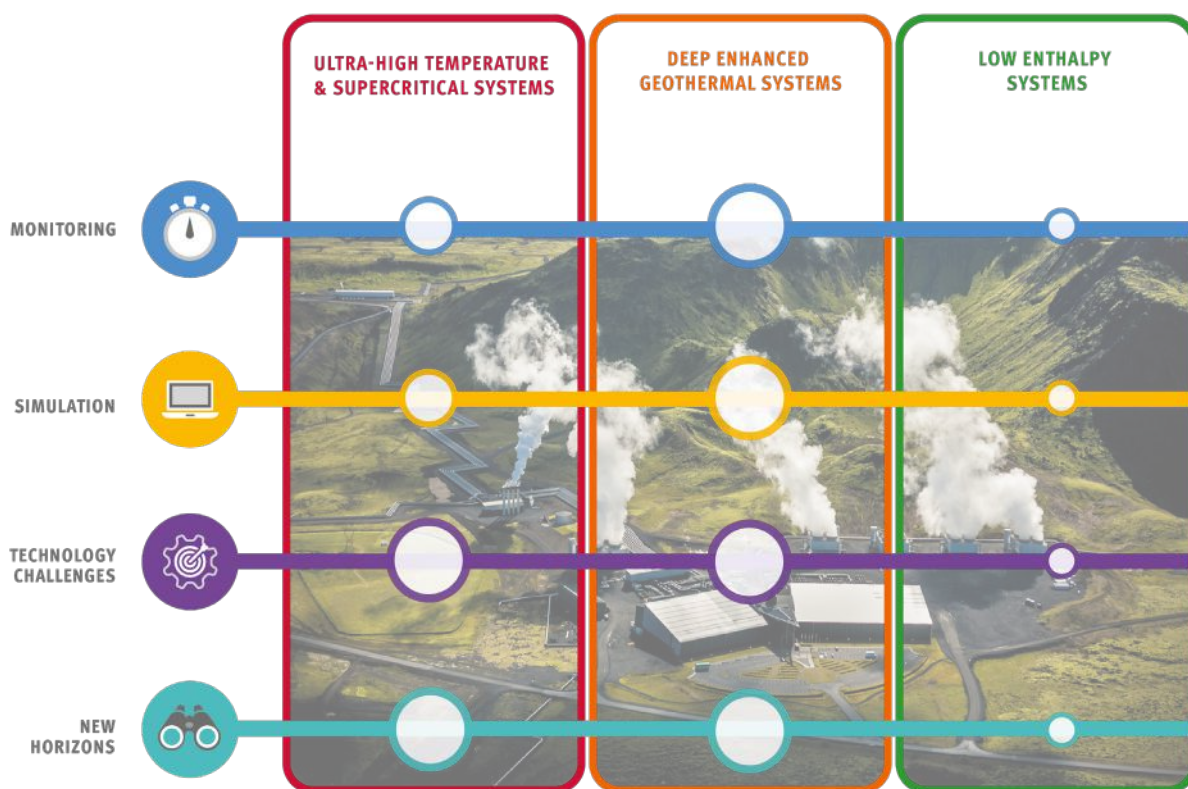 ULTRA-HIGH TEMPERATURE
& SUPERCRITICAL SYSTEMS
DEEP ENHANCED
GEOTHERMAL SYSTEMS
LOW ENTHALPY
SYSTEMS
MONITORING
SIMULATION
TECHNOLOGY
CHALLENGES
NEW
HORIZONS